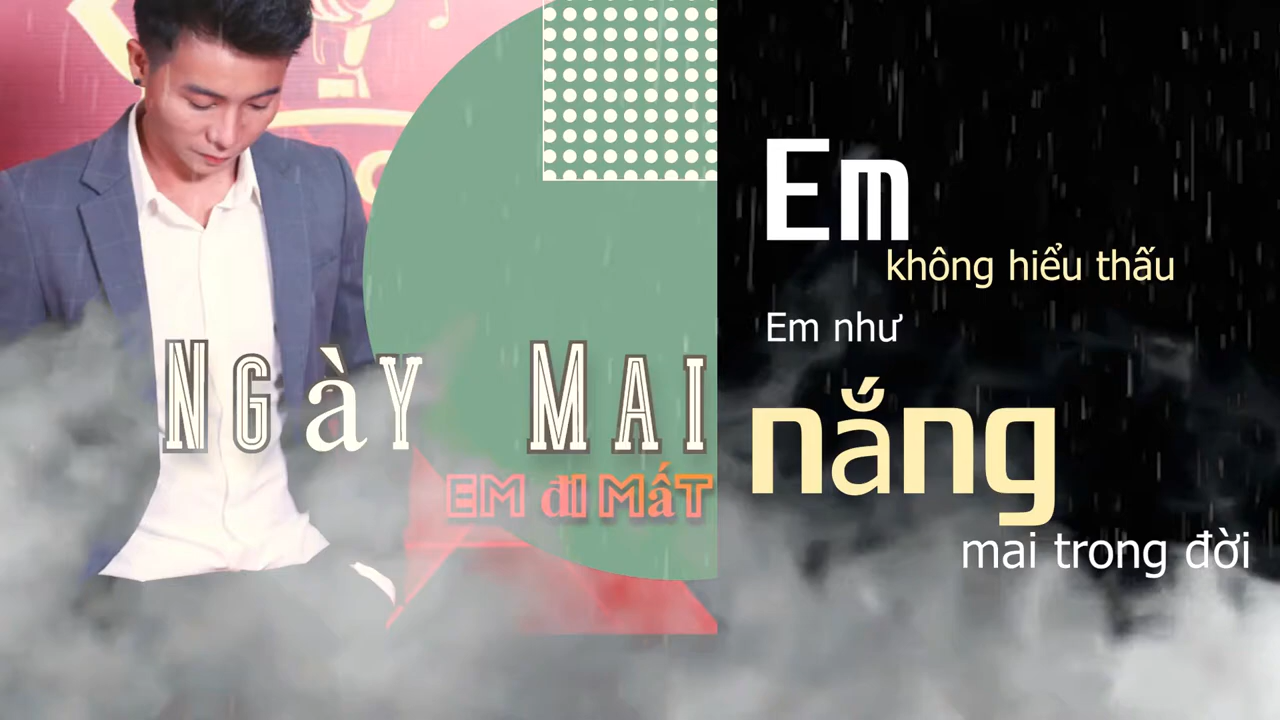 NGàY MAI
EM đI MấT
Em
không hiểu thấu
Em như
nắng
mai trong đời